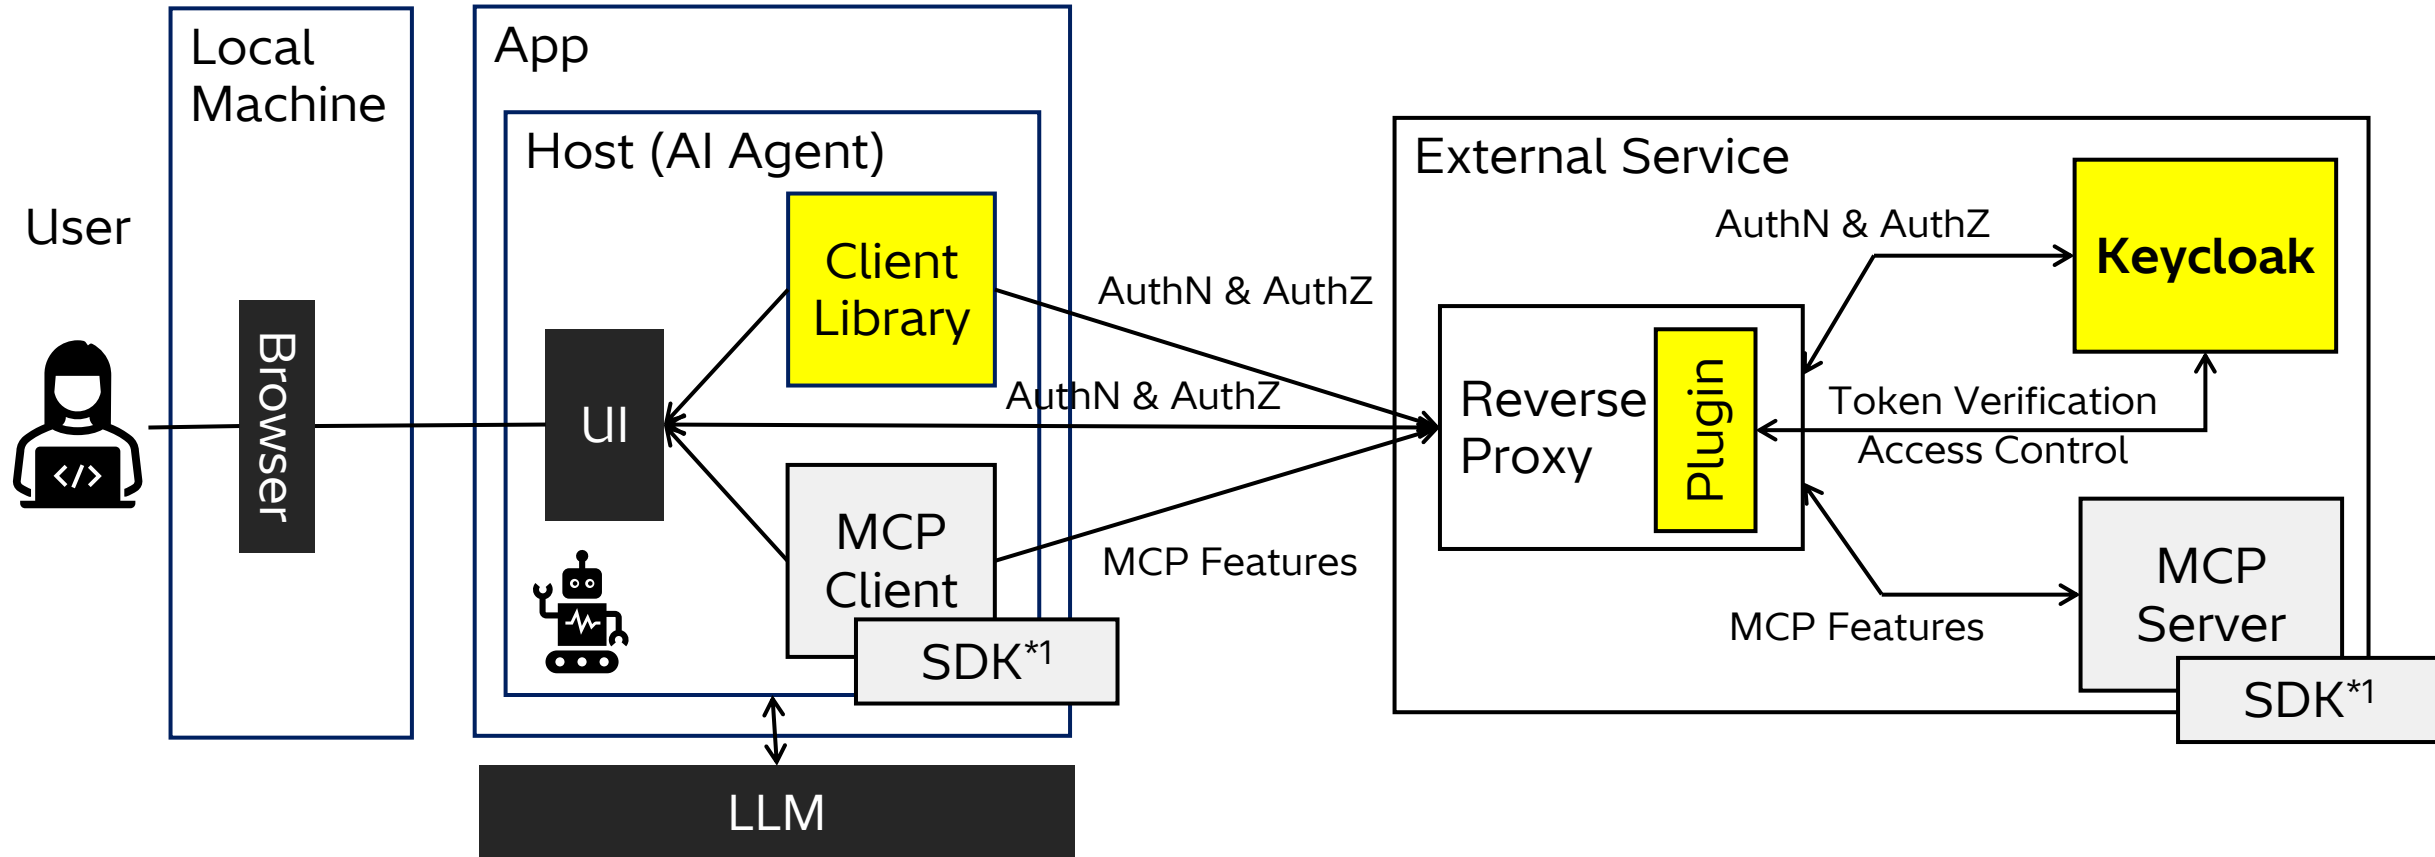 Local
Machine
App
Host (AI Agent)
External Service
User
Client
Library
AuthN & AuthZ
AuthN & AuthZ
Keycloak
Browser
UI
AuthN & AuthZ
Reverse
Proxy
Plugin
Token Verification
Access Control
</>
MCP
Client
MCP Features
MCP Features
MCP
Server
SDK*1
SDK*1
LLM